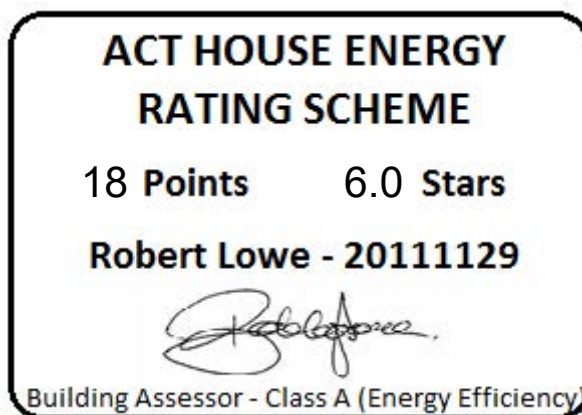 ACT HOUSE ENERGY
RATING SCHEME
18 Points 6.0 Stars
Robert Lowe - 20111129
Building Assessor - Class A (Energy Efficiency)